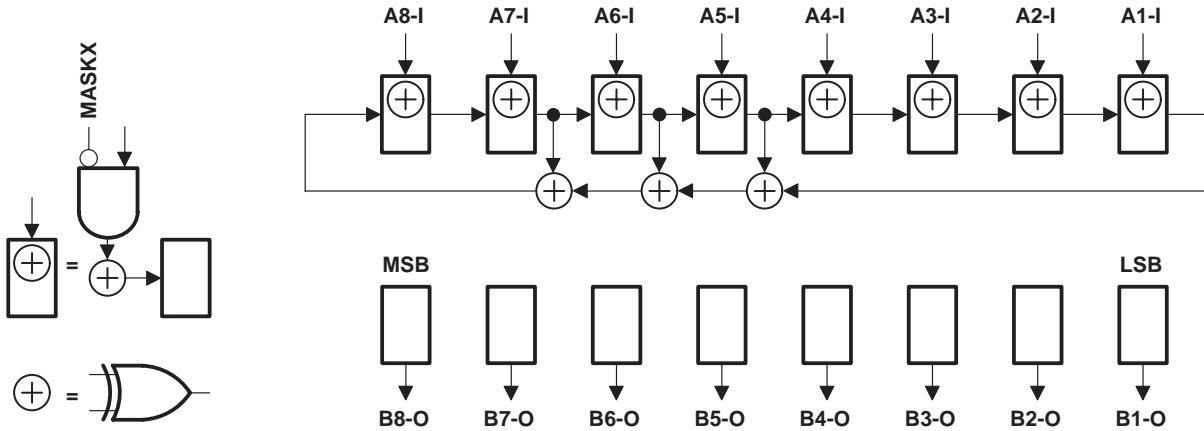 A8-I A7-I A6-I A5-I A4-I A3-I A2-I A1-I
MASKX
=
MSB LSB
=
B8-O B7-O B6-O B5-O B4-O B3-O B2-O B1-O